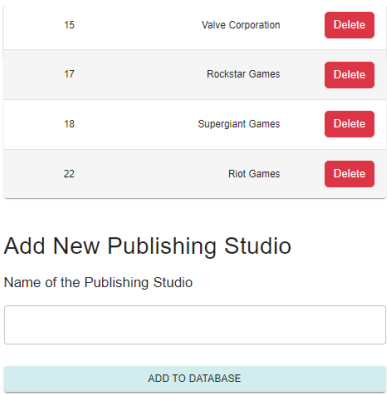 15 Valve Corporation Delete
17 Rockstar Games Delete
18 Supergiant Games Delete
22 Riot Games Delete
Add New Publishing Studio
Name of the Publishing Studio
ADD TO DATABASE